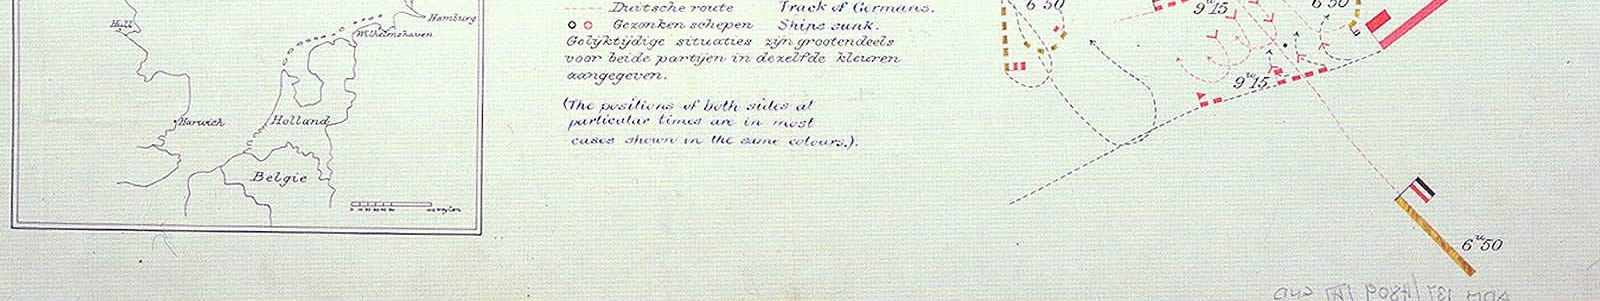 Hull
Hamburg
Wilhelmshaven
Harwich
Holland
Belgie
Duitsche route Track of Germans.
Gezonken schepen Ships sunk.
Gelijktijdige situaties zijn grootendeels
voor beide partijen in dezelfde kleuren
aangegeven.
(The positions of both sides at
particular times are in most
cases shown in the same colours.).
6 50
9 u 15
6 50
9 u 15
6 u 50